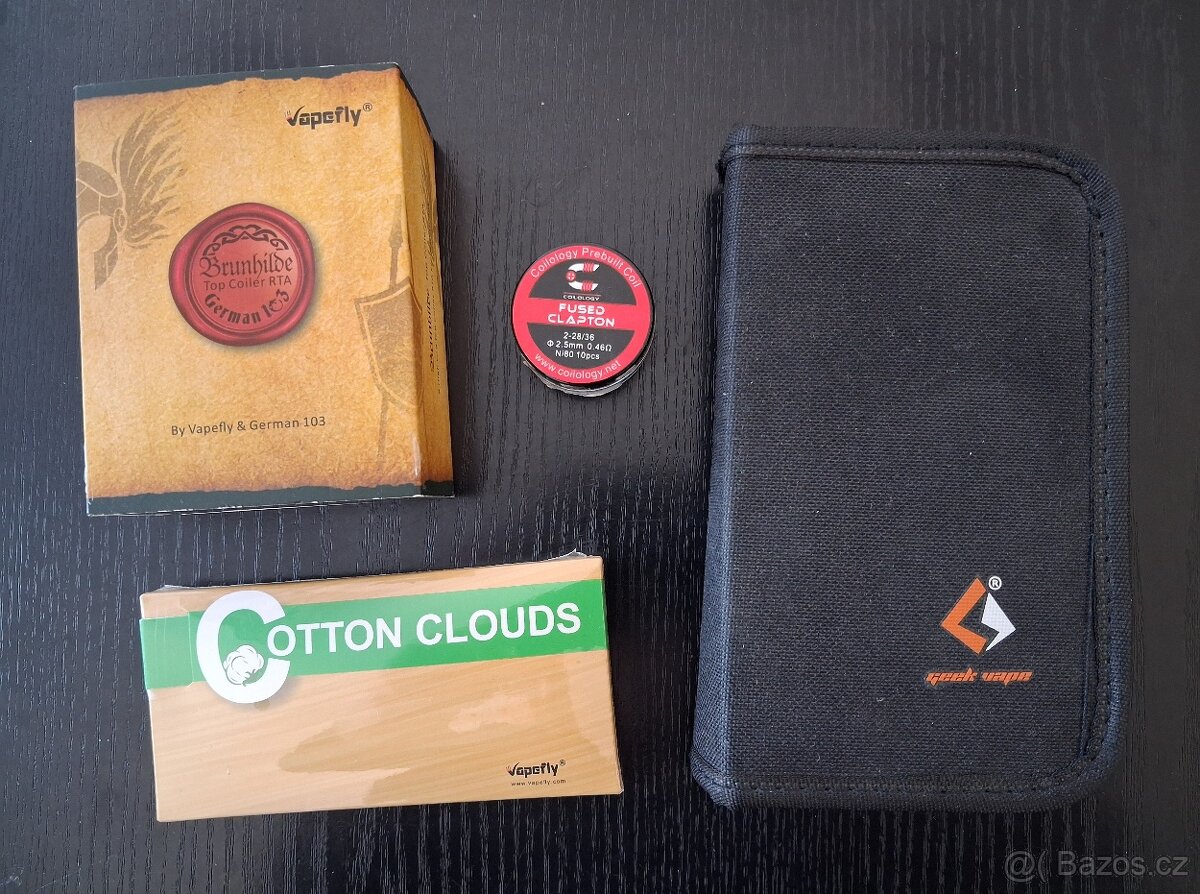 Vapefly®
Brunhilde
Top Coiler RTA
German 103
By Vapefly & German 103
Coilology Prebuilt Coil
COILOLOGY
FUSED
CLAPTON
2-28/36
Φ 2.5mm 0.46Ω
Ni80 10pcs
www.coilology.net
COTTON CLOUDS
Vapefly®
www.vapefly.com
®
geek vape
@( Bazos.cz